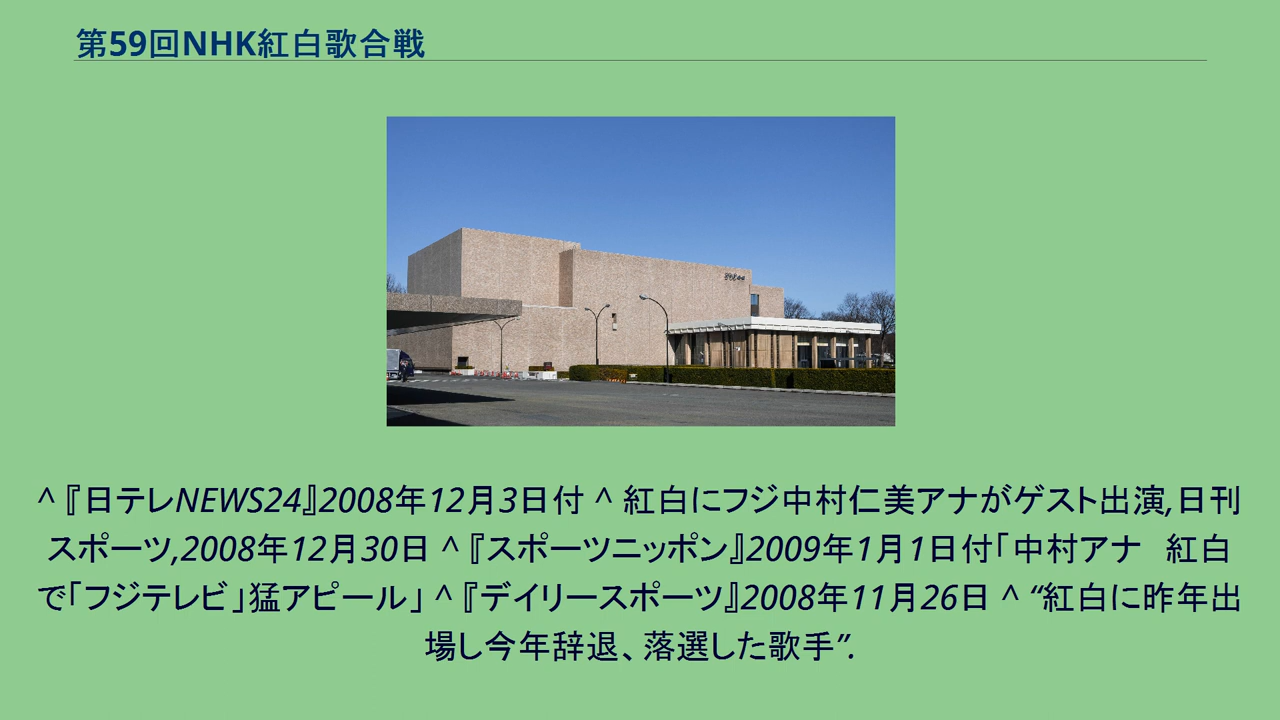 第59回NHK紅白歌合戦
^『日テレNEWS24』2008年12月3日付 ^ 紅白にフジ中村仁美アナがゲスト出演,日刊
スポーツ,2008年12月30日 ^『スポーツニッポン』2009年1月1日付「中村アナ　紅白
で「フジテレビ」猛アピール」 ^『デイリースポーツ』2008年11月26日 ^ “紅白に昨年出
場し今年辞退、落選した歌手”.